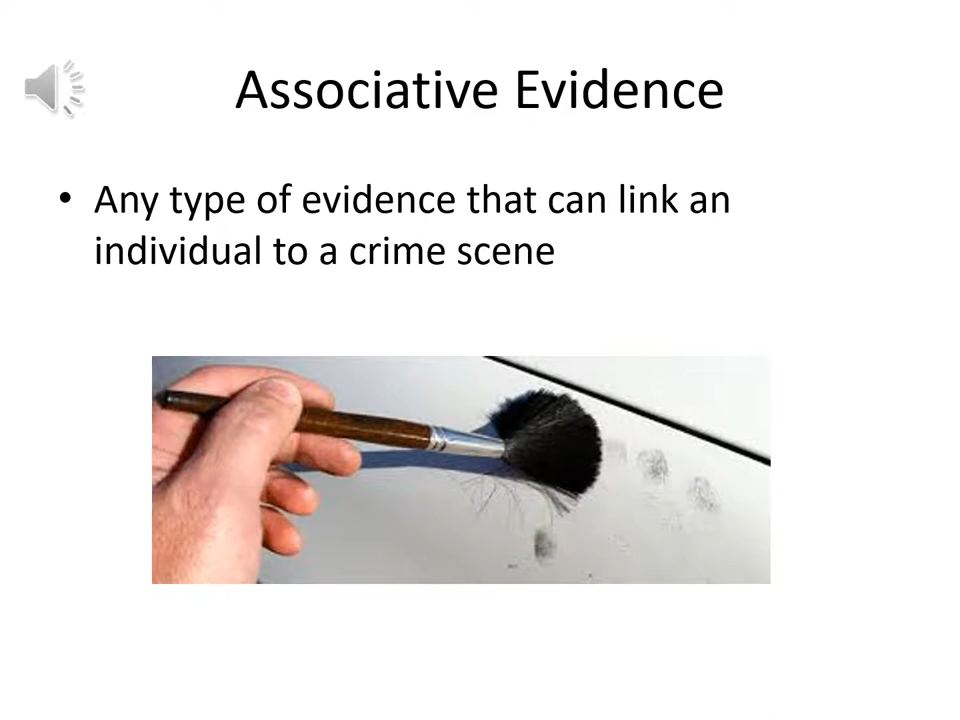 Associative Evidence
• Any type of evidence that can link an
individual to a crime scene